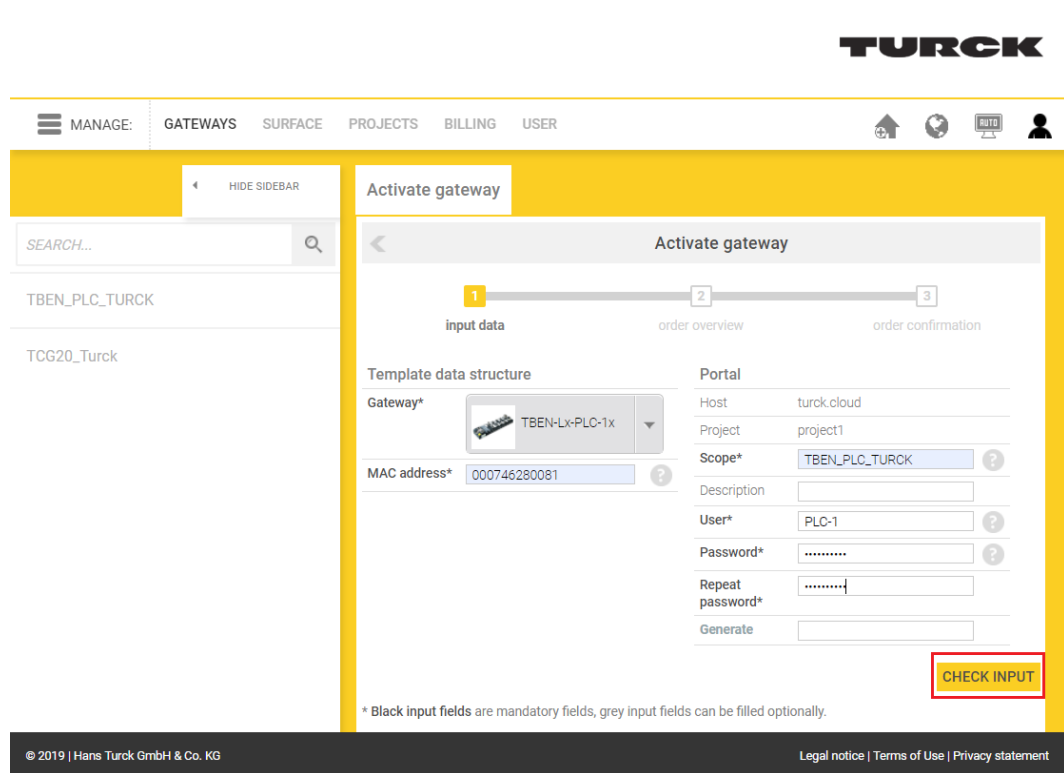 TURCK
MANAGE: GATEWAYS SURFACE PROJECTS BILLING USER
AUTO
HIDE SIDEBAR
Activate gateway
SEARCH...
Activate gateway
TBEN_PLC_TURCK
TCG20_Turck
1 2 3
input data order overview order confirmation
Template data structure
Gateway* TBEN-Lx-PLC-1x
MAC address* 000746280081 ?
Portal
Host turck.cloud
Project project1
Scope* TBEN_PLC_TURCK ?
Description
User* PLC-1 ?
Password* •••••••••• ?
Repeat
password* ••••••••••
Generate
CHECK INPUT
* Black input fields are mandatory fields, grey input fields can be filled optionally.
© 2019 | Hans Turck GmbH & Co. KG Legal notice | Terms of Use | Privacy statement